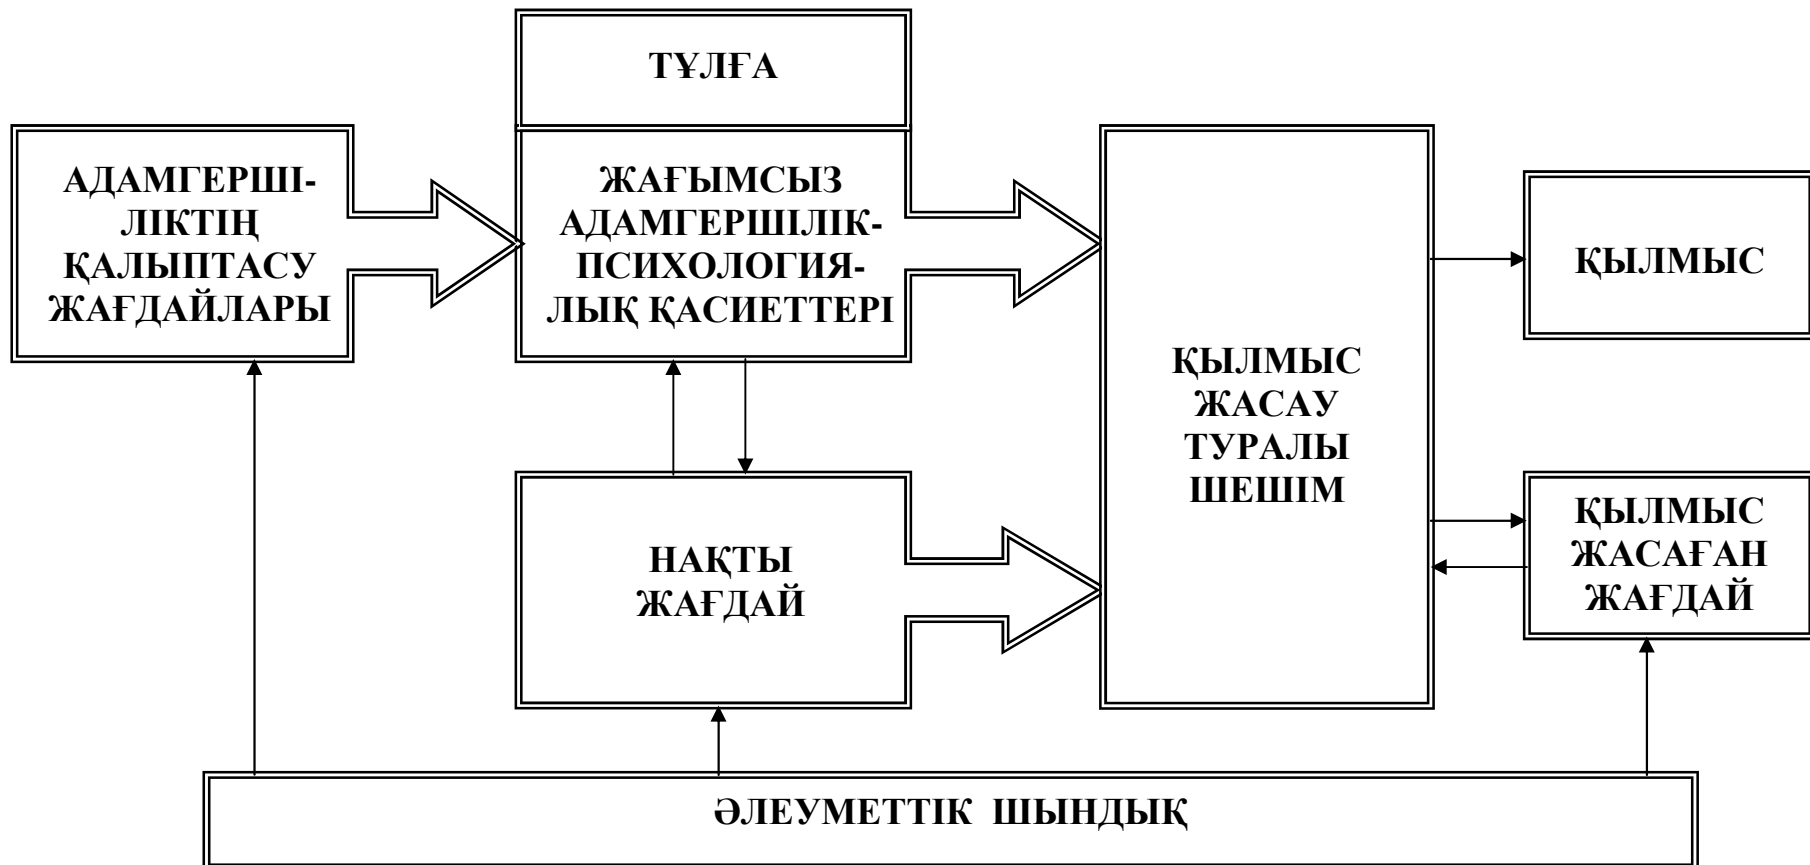 ТҰЛҒА
АДАМГЕРШІ-
ЛІКТІҢ
ҚАЛЫПТАСУ
ЖАҒДАЙЛАРЫ
ЖАҒЫМСЫЗ
АДАМГЕРШІЛІК-
ПСИХОЛОГИЯ-
ЛЫҚ ҚАСИЕТТЕРІ
ҚЫЛМЫС
ЖАСАУ
ТУРАЛЫ
ШЕШІМ
ҚЫЛМЫС
НАҚТЫ
ЖАҒДАЙ
ҚЫЛМЫС
ЖАСАҒАН
ЖАҒДАЙ
ӘЛЕУМЕТТІК ШЫНДЫҚ